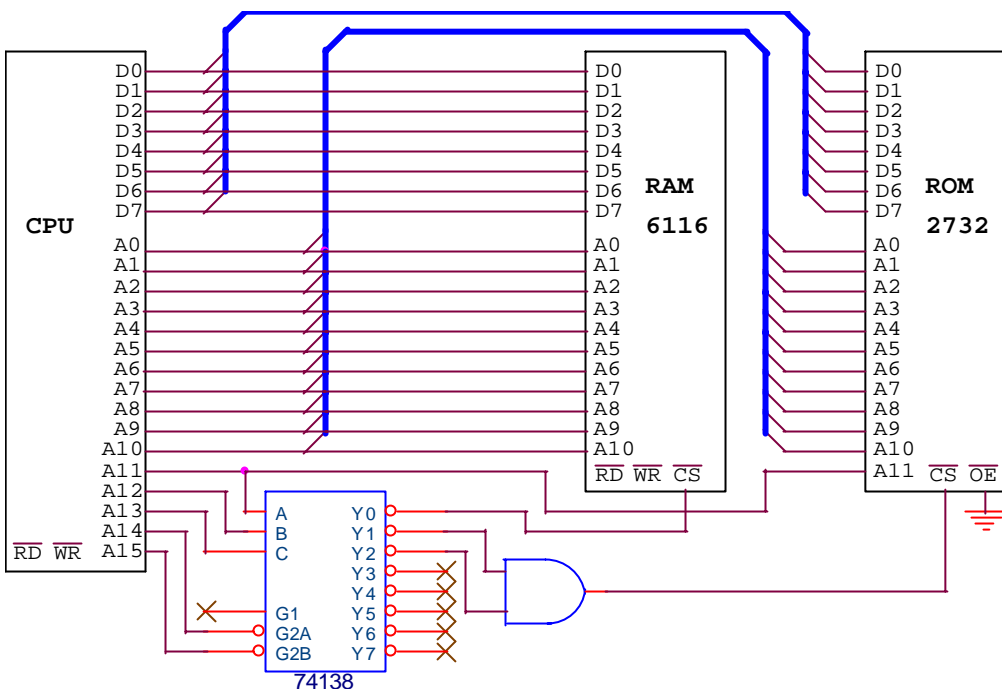 CPU
D0
D1
D2
D3
D4
D5
D6
D7
A0
A1
A2
A3
A4
A5
A6
A7
A8
A9
A10
A11
A12
A13
A14
A15
RD WR
RAM
6116
D0
D1
D2
D3
D4
D5
D6
D7
A0
A1
A2
A3
A4
A5
A6
A7
A8
A9
A10
RD WR CS
ROM
2732
D0
D1
D2
D3
D4
D5
D6
D7
A0
A1
A2
A3
A4
A5
A6
A7
A8
A9
A10
A11
CS OE
A
B
C
G1
G2A
G2B
Y0
Y1
Y2
Y3
Y4
Y5
Y6
Y7
74138